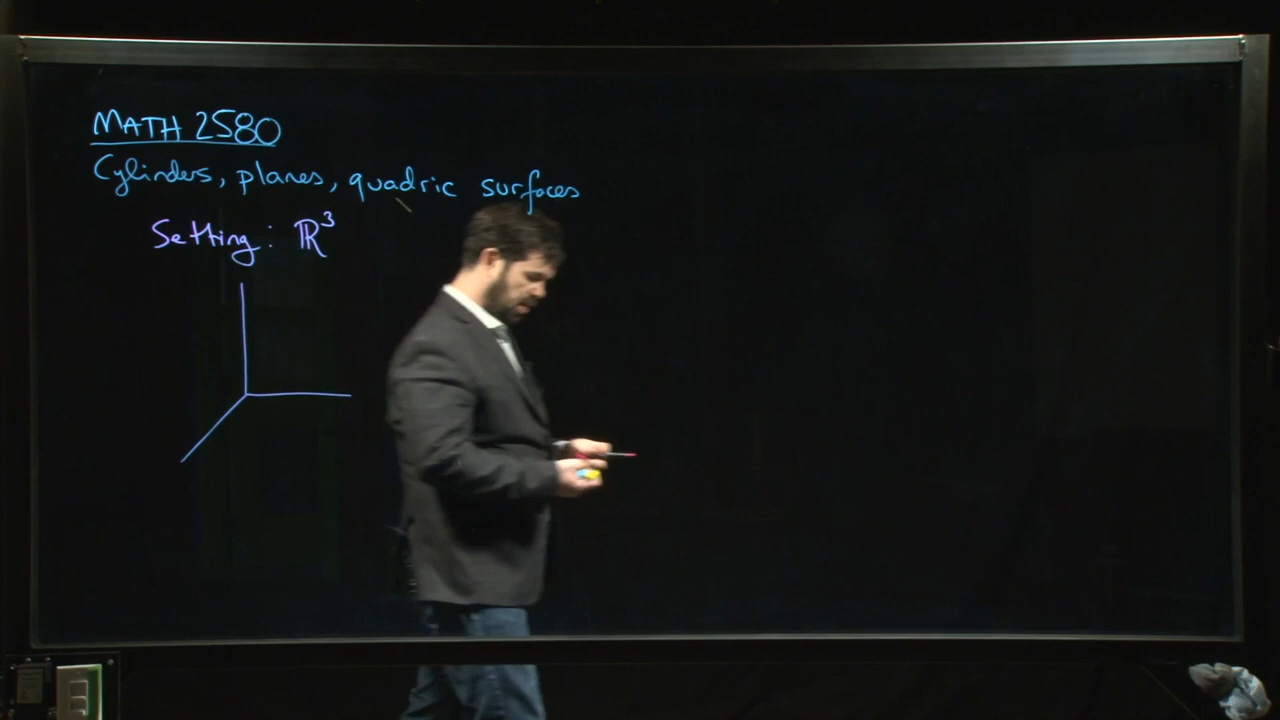 MATH 2580
Cylinders, planes, quadric surfaces
Setting: ℝ³